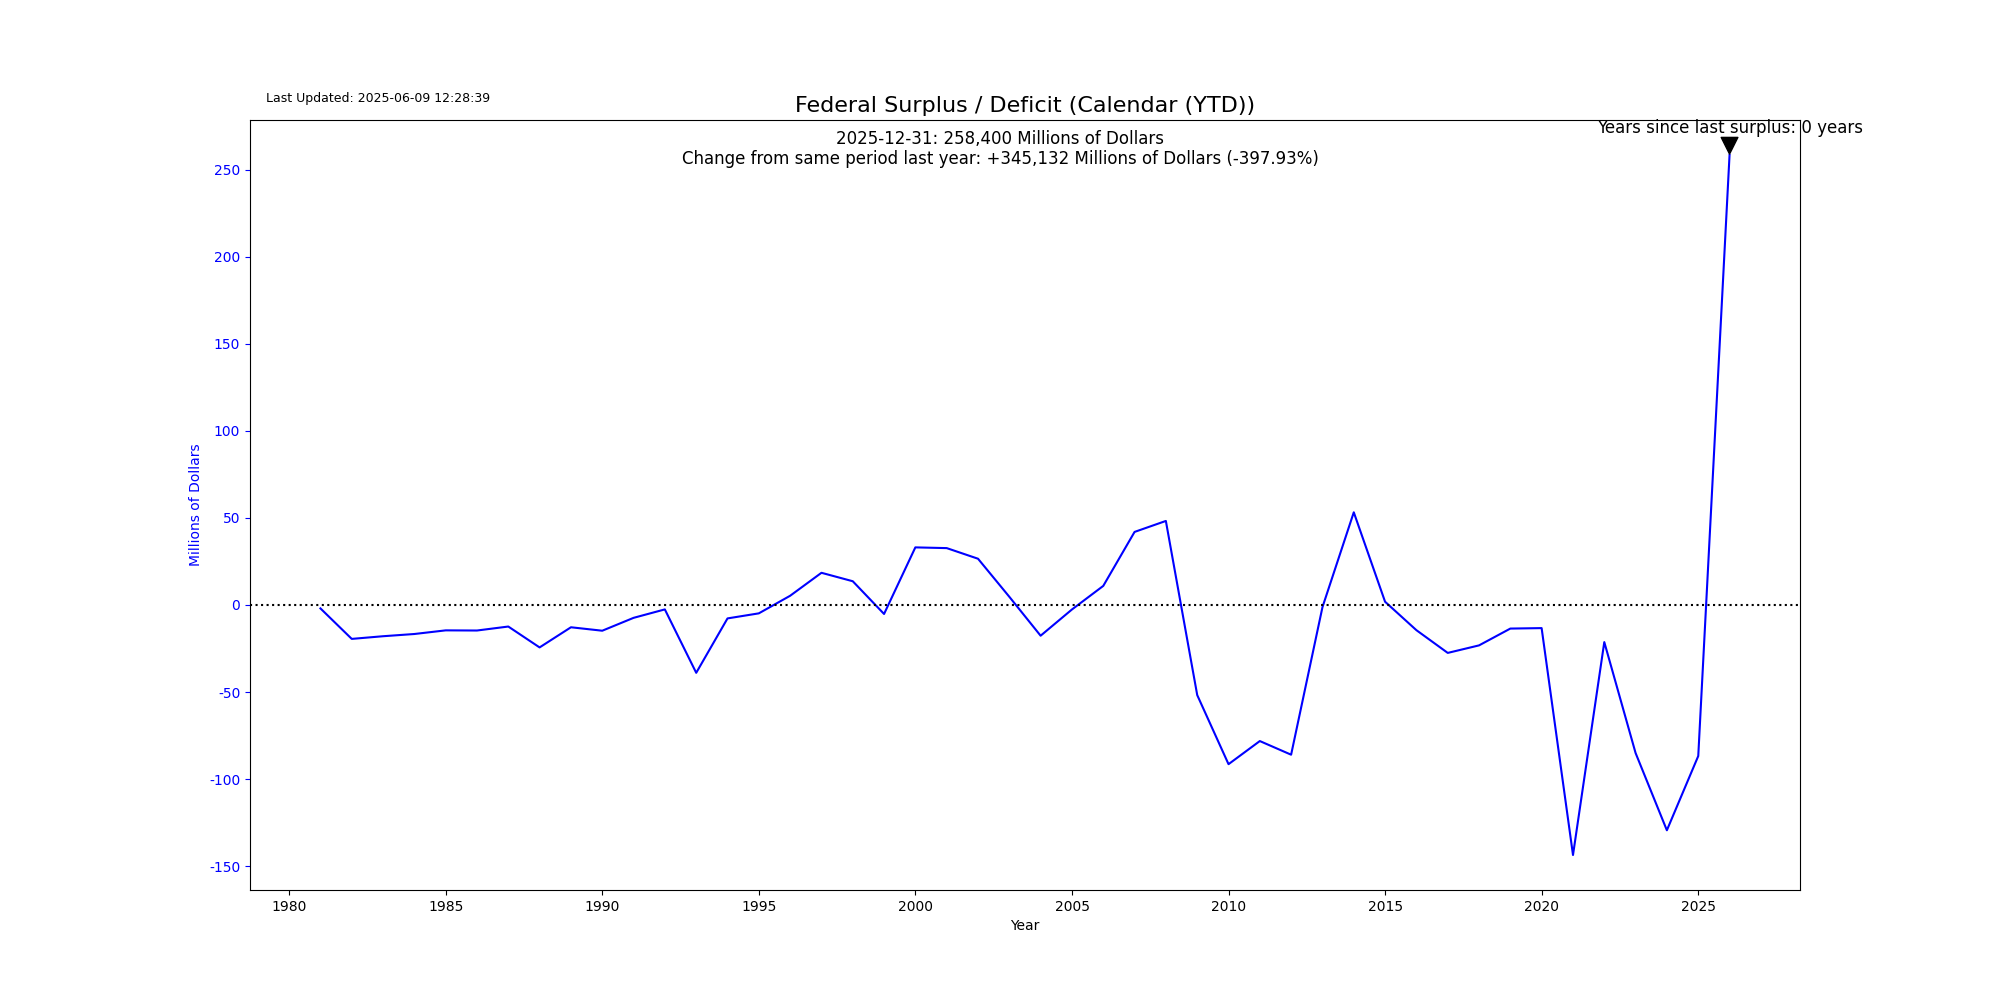 Last Updated: 2025-06-09 12:28:39
Federal Surplus / Deficit (Calendar (YTD))
2025-12-31: 258,400 Millions of Dollars
Change from same period last year: +345,132 Millions of Dollars (-397.93%)
Years since last surplus: 0 years
250
200
150
100
50
0
-50
-100
-150
Millions of Dollars
1980
1985
1990
1995
2000
2005
2010
2015
2020
2025
Year